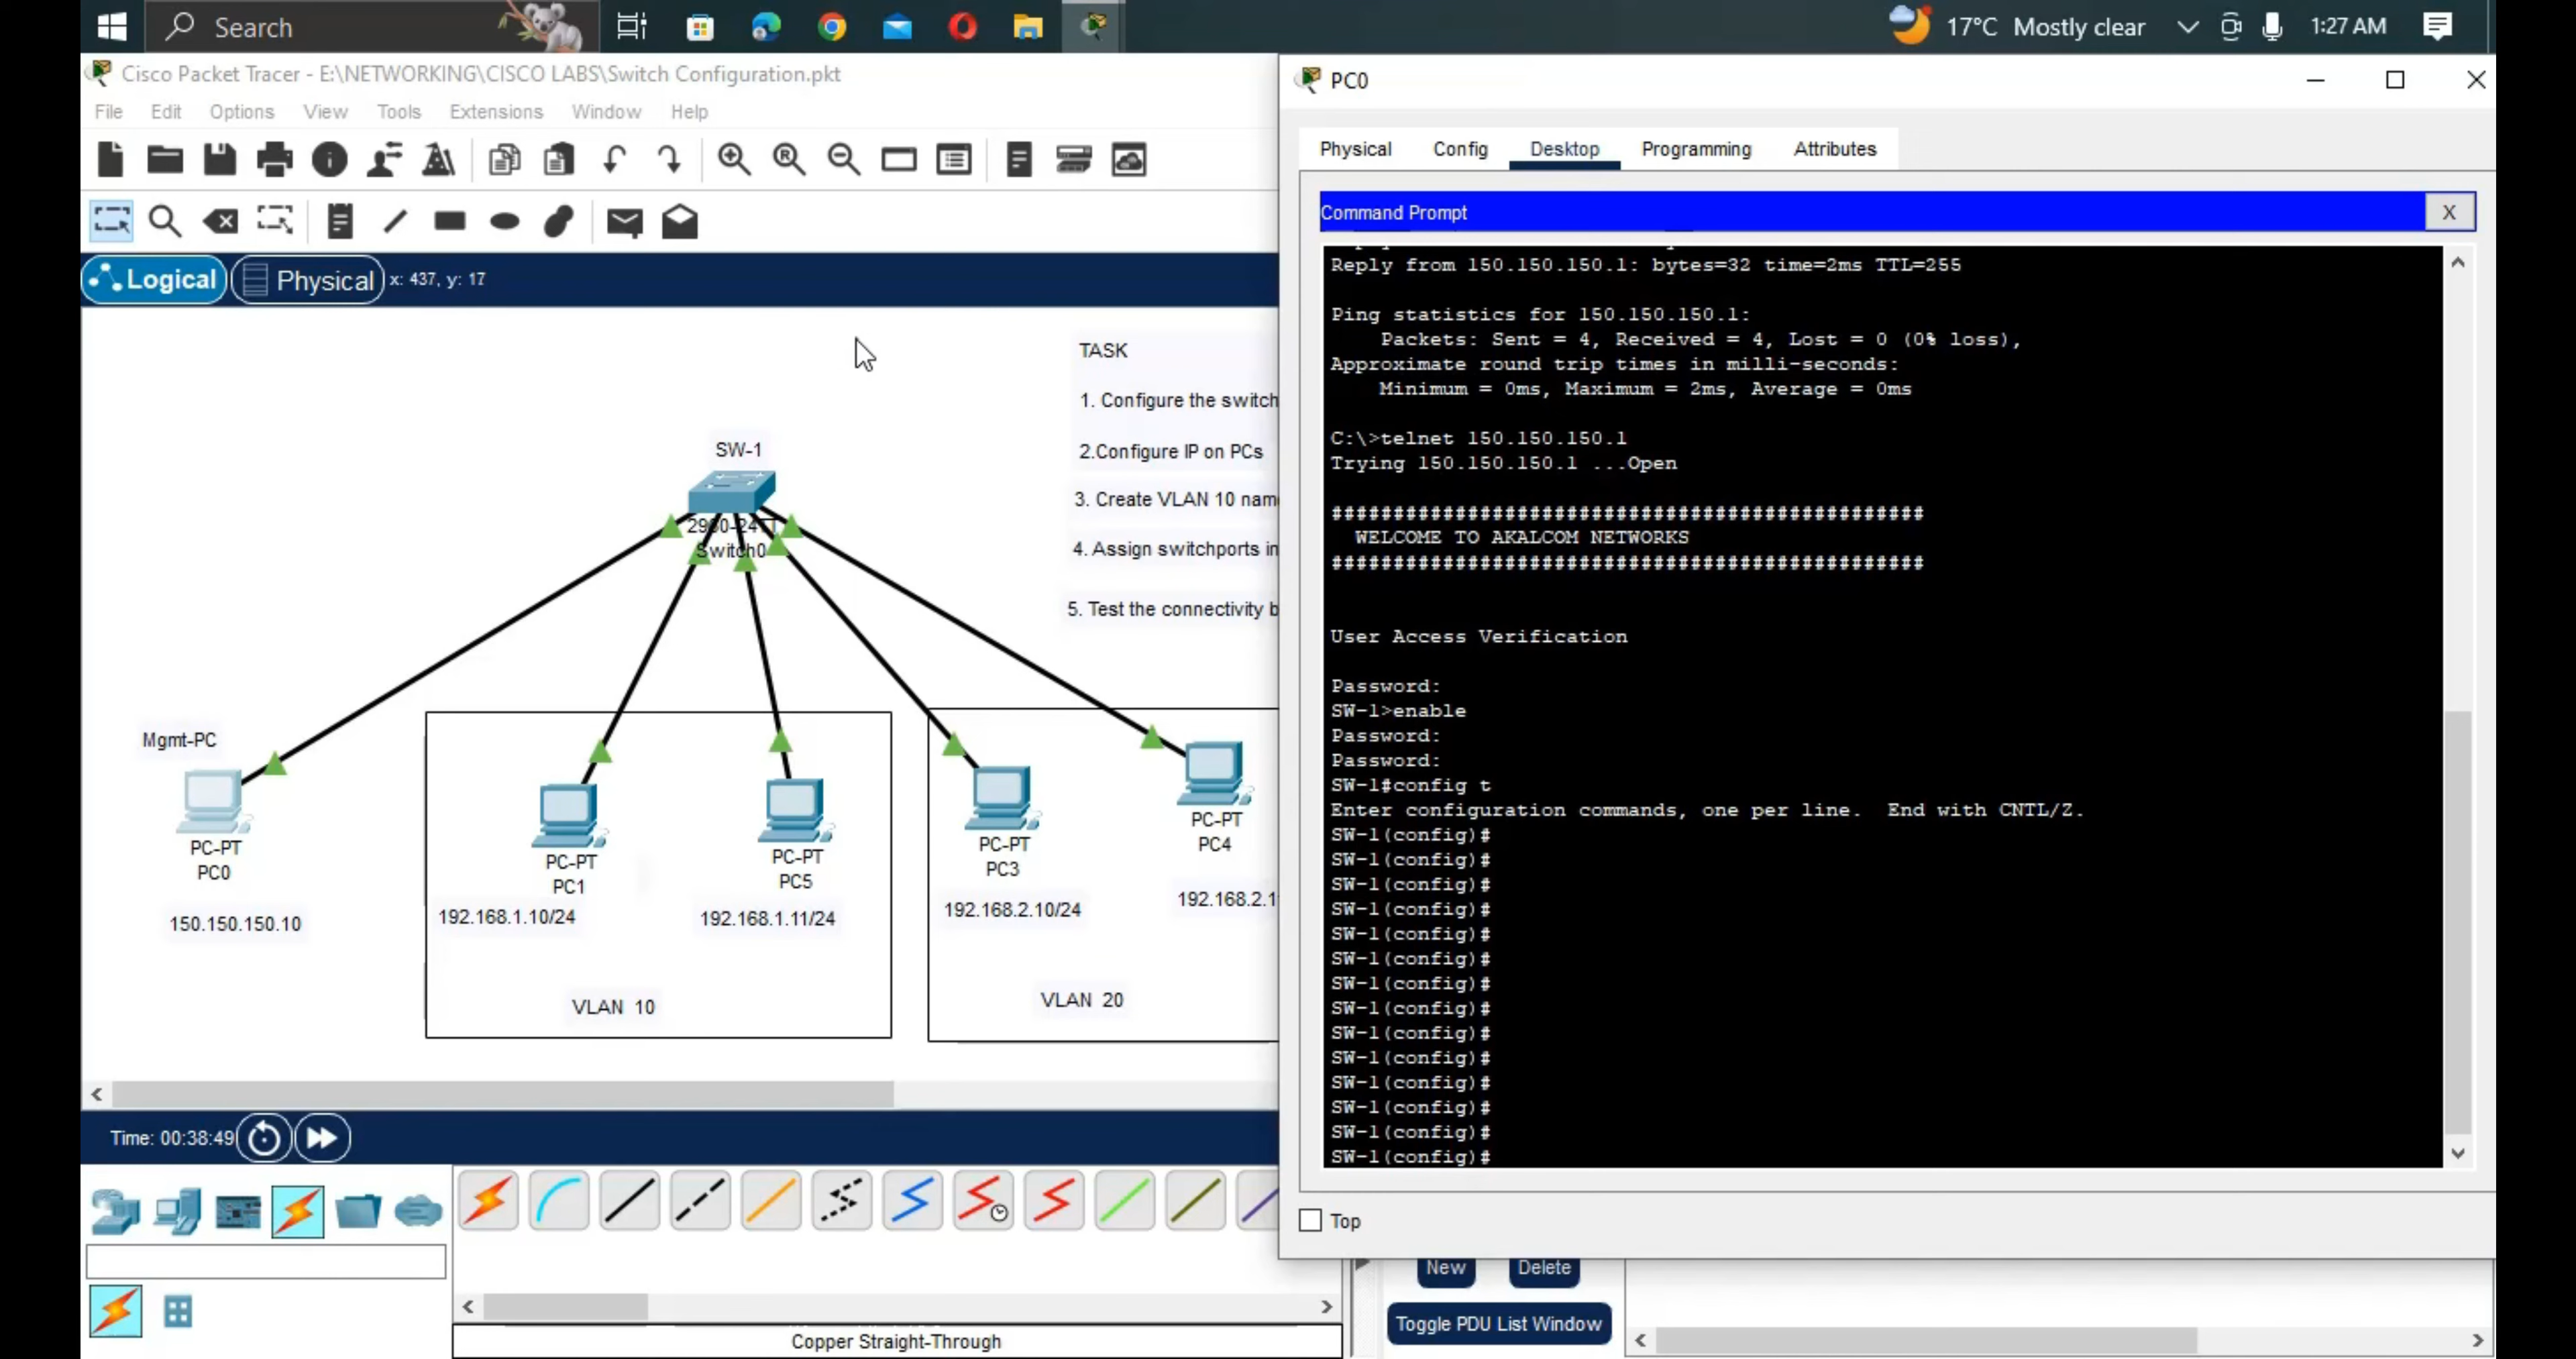 Search
17°C Mostly clear
1:27 AM
Cisco Packet Tracer - E:\NETWORKING\CISCO LABS\Switch Configuration.pkt
File Edit Options View Tools Extensions Window Help
Logical
Physical
x: 437, y: 17
TASK
1. Configure the switch
2.Configure IP on PCs
3. Create VLAN 10
4. Assign switchports
5. Test the connectivity
SW-1
Switch0
Mgmt-PC
PC-PT
PC0
150.150.150.10
PC-PT
PC1
192.168.1.10/24
PC-PT
PC5
192.168.1.11/24
VLAN 10
PC-PT
PC3
192.168.2.10/24
PC-PT
PC4
VLAN 20
Time: 00:38:49
Copper Straight-Through
PC0
Physical Config Desktop Programming Attributes
Command Prompt
X
Reply from 150.150.150.1: bytes=32 time=2ms TTL=255
Ping statistics for 150.150.150.1:
Packets: Sent = 4, Received = 4, Lost = 0 (0% loss),
Approximate round trip times in milli-seconds:
Minimum = 0ms, Maximum = 2ms, Average = 0ms
C:\>telnet 150.150.150.1
Trying 150.150.150.1 ...Open
################################################
WELCOME TO AKALCOM NETWORKS
################################################
User Access Verification
Password:
SW-1>enable
Password:
Password:
SW-1#config t
Enter configuration commands, one per line. End with CNTL/Z.
SW-1(config)#
SW-1(config)#
SW-1(config)#
SW-1(config)#
SW-1(config)#
SW-1(config)#
SW-1(config)#
SW-1(config)#
SW-1(config)#
SW-1(config)#
SW-1(config)#
SW-1(config)#
SW-1(config)#
SW-1(config)#
Top
New
Delete
Toggle PDU List Window